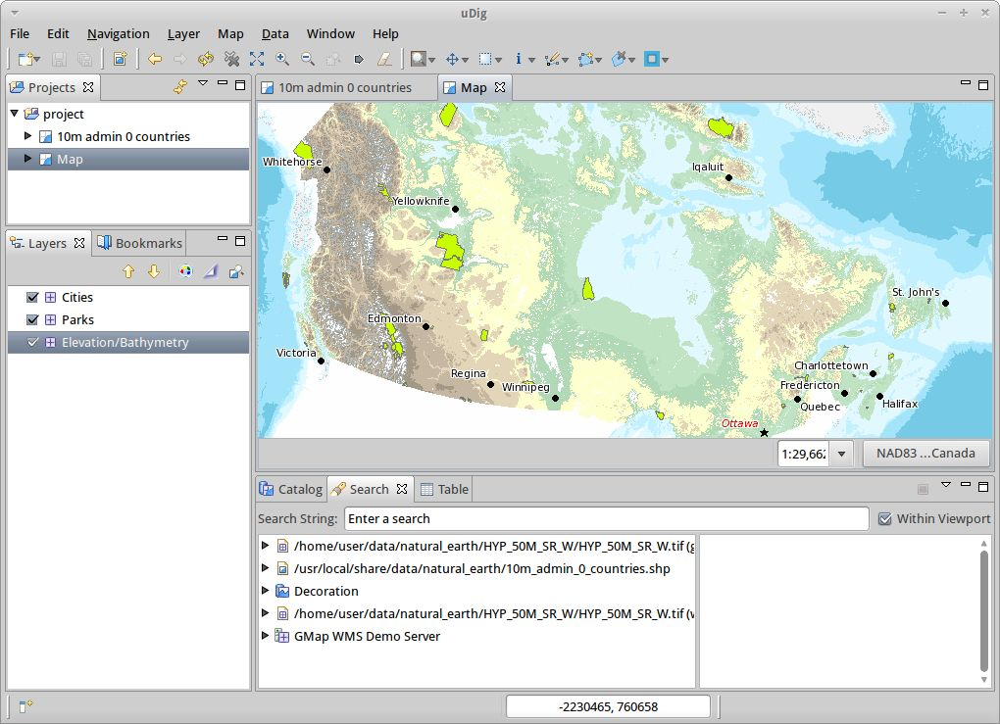 uDig
File Edit Navigation Layer Map Data Window Help
Projects
project
10m admin 0 countries
Map
Layers Bookmarks
Cities
Parks
Elevation/Bathymetry
10m admin 0 countries Map
Whitehorse
Iqaluit
Yellowknife
St. John's
Edmonton
Victoria
Charlottetown
Regina
Fredericton
Winnipeg
Halifax
Quebec
Ottawa
1:29,662 NAD83 ...Canada
Catalog Search Table
Search String: Enter a search Within Viewport
/home/user/data/natural_earth/HYP_50M_SR_W/HYP_50M_SR_W.tif (g
/usr/local/share/data/natural_earth/10m_admin_0_countries.shp
Decoration
/home/user/data/natural_earth/HYP_50M_SR_W/HYP_50M_SR_W.tif (w
GMap WMS Demo Server
-2230465, 760658